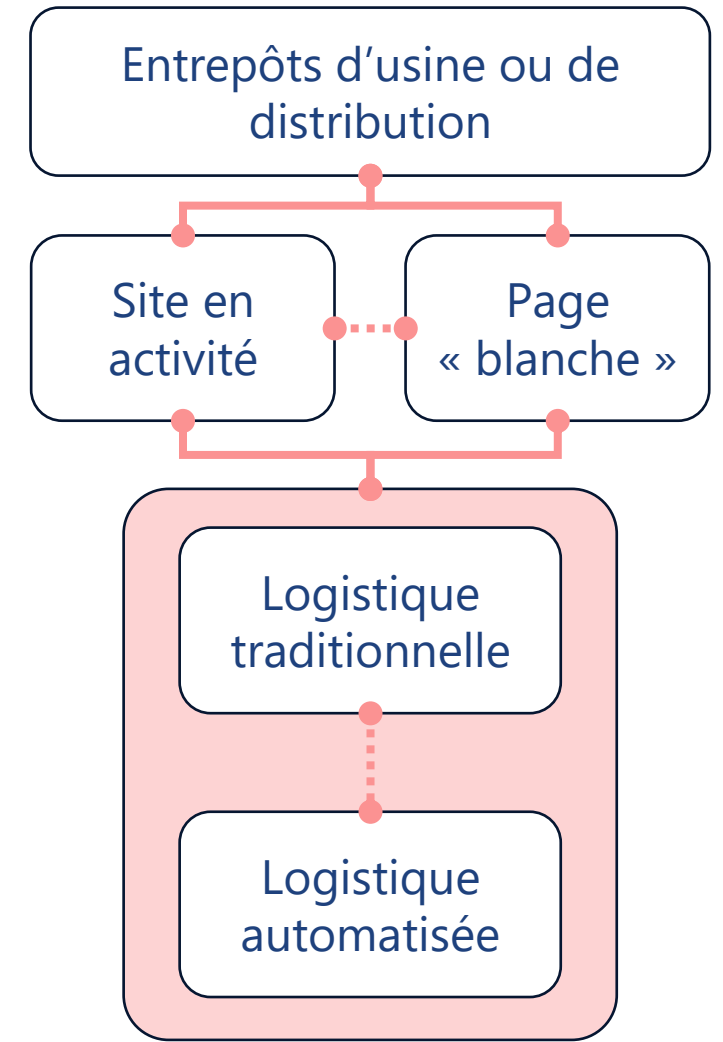 Entrepôts d’usine ou de
distribution
Site en
activité
Page
« blanche »
Logistique
traditionnelle
Logistique
automatisée